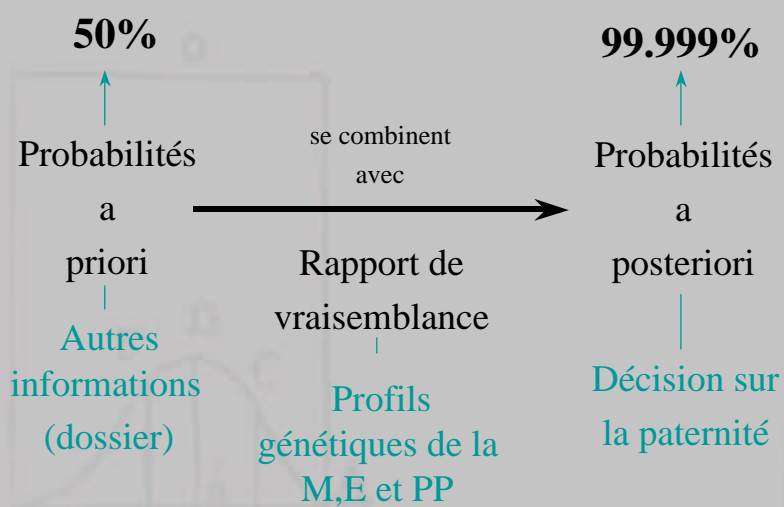 50%
Probabilités
a
priori
Autres
informations
(dossier)
se combinent
avec
Rapport de
vraisemblance
Profils
génétiques de la
M,E et PP
99.999%
Probabilités
a
posteriori
Décision sur
la paternité